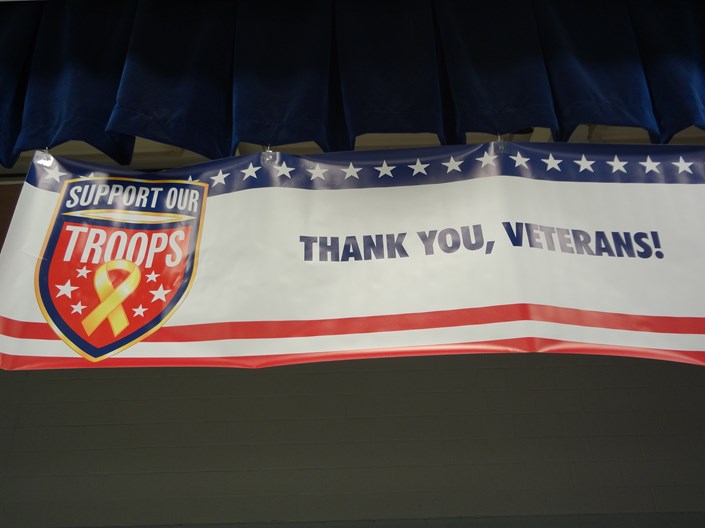 SUPPORT OUR
TROOPS
THANK YOU, VETERANS!